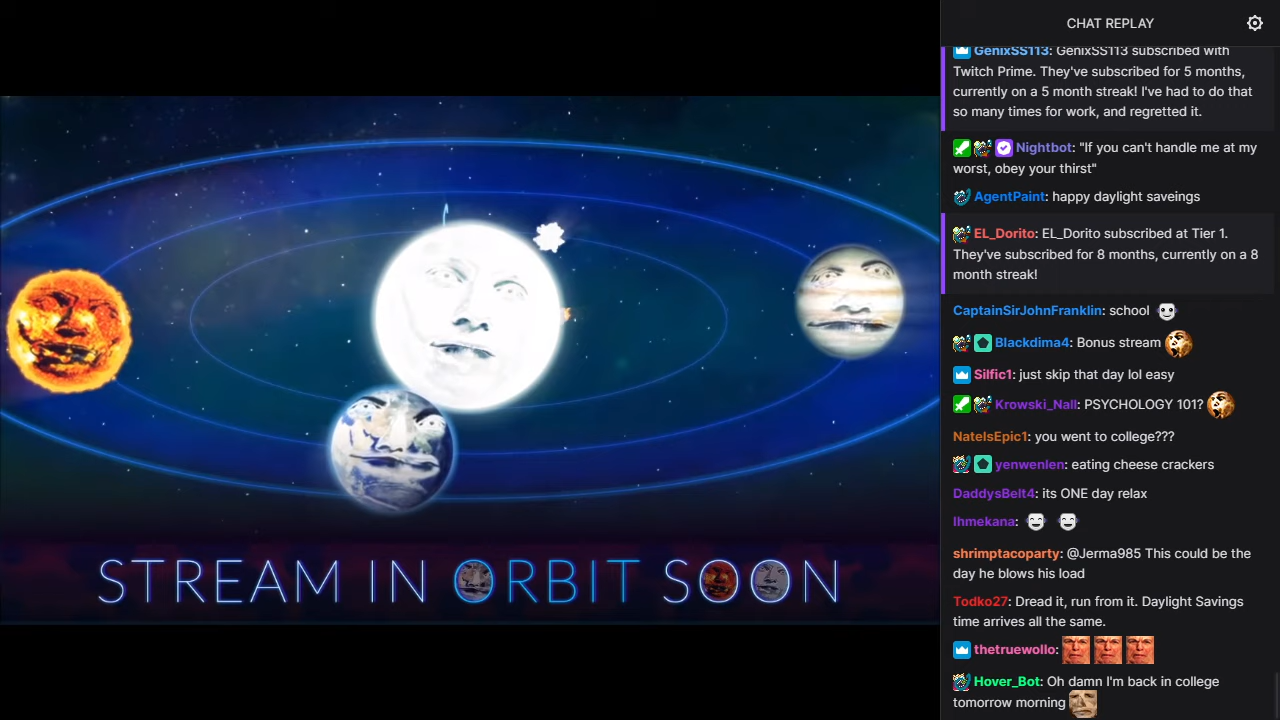 STREAM IN ORBIT SOON
CHAT REPLAY
GenixSS113: GenixSS113 subscribed with
Twitch Prime. They've subscribed for 5 months,
currently on a 5 month streak! I've had to do that
so many times for work, and regretted it.
Nightbot: "If you can't handle me at my
worst, obey your thirst"
AgentPaint: happy daylight saveings
EL_Dorito: EL_Dorito subscribed at Tier 1.
They've subscribed for 8 months, currently on a 8
month streak!
CaptainSirJohnFranklin: school
Blackdima4: Bonus stream
Silfic1: just skip that day lol easy
Krowski_Nall: PSYCHOLOGY 101?
NateIsEpic1: you went to college???
yenwenlen: eating cheese crackers
DaddysBelt4: its ONE day relax
Ihmekana:
shrimptacoparty: @Jerma985 This could be the
day he blows his load
Todko27: Dread it, run from it. Daylight Savings
time arrives all the same.
thetruewollo:
Hover_Bot: Oh damn I'm back in college
tomorrow morning